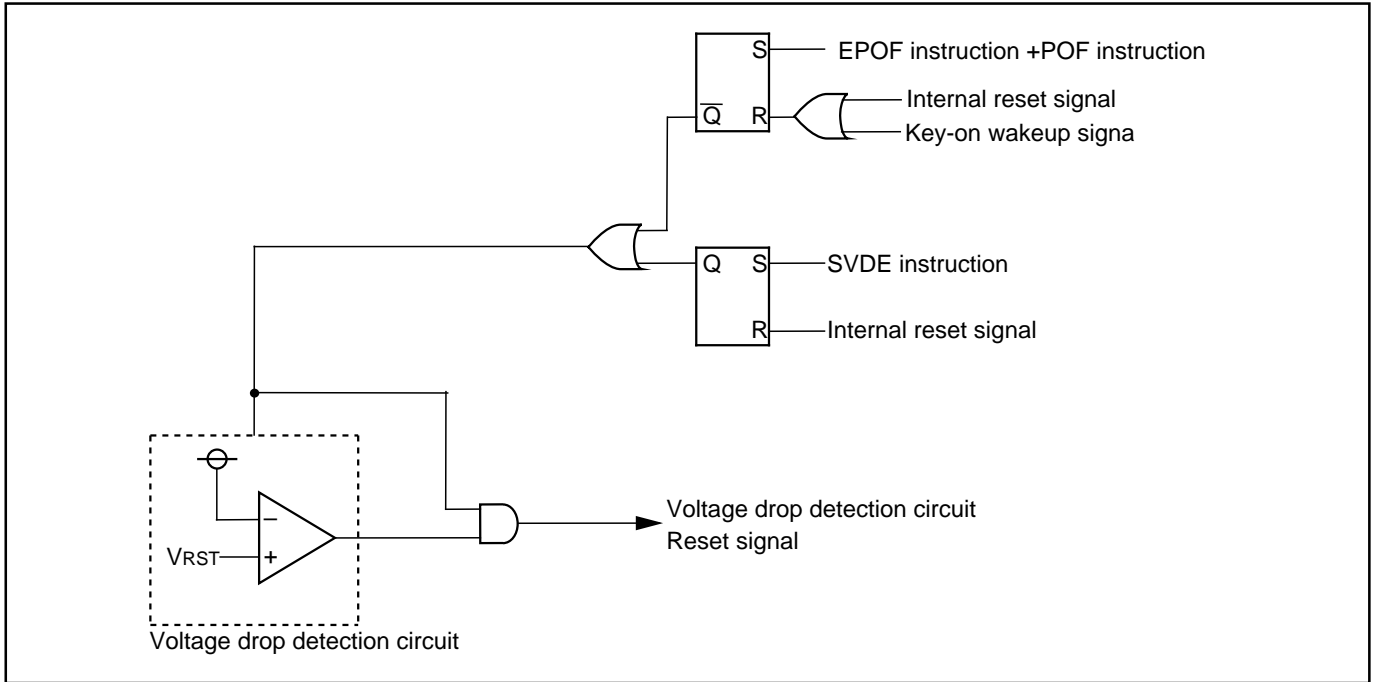 S
EPOF instruction +POF instruction
Q
R
Internal reset signal
Key-on wakeup signa
Q
S
SVDE instruction
R
Internal reset signal
−
VRST
+
Voltage drop detection circuit
Reset signal
Voltage drop detection circuit